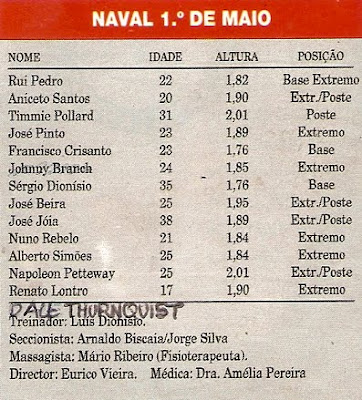 NAVAL 1.º DE MAIO
NOME IDADE ALTURA POSIÇÃO
Rui Pedro 22 1,82 Base Extremo
Aniceto Santos 20 1,90 Extr./Poste
Timmie Pollard 31 2,01 Poste
José Pinto 23 1,89 Extremo
Francisco Crisanto 23 1,76 Base
Johnny Branch 24 1,85 Extremo
Sérgio Dionísio 35 1,76 Base
José Beira 25 1,95 Extr./Poste
José Jóia 38 1,89 Extr./Poste
Nuno Rebelo 21 1,84 Extremo
Alberto Simões 25 1,84 Extremo
Napoleon Petteway 25 2,01 Extr./Poste
Renato Lontro 17 1,90 Extremo
DALE THURNQUIST
Treinador: Luís Dionísio.
Seccionista: Arnaldo Biscaia/Jorge Silva
Massagista: Mário Ribeiro (Fisioterapeuta).
Director: Eurico Vieira. Médica: Dra. Amélia Pereira